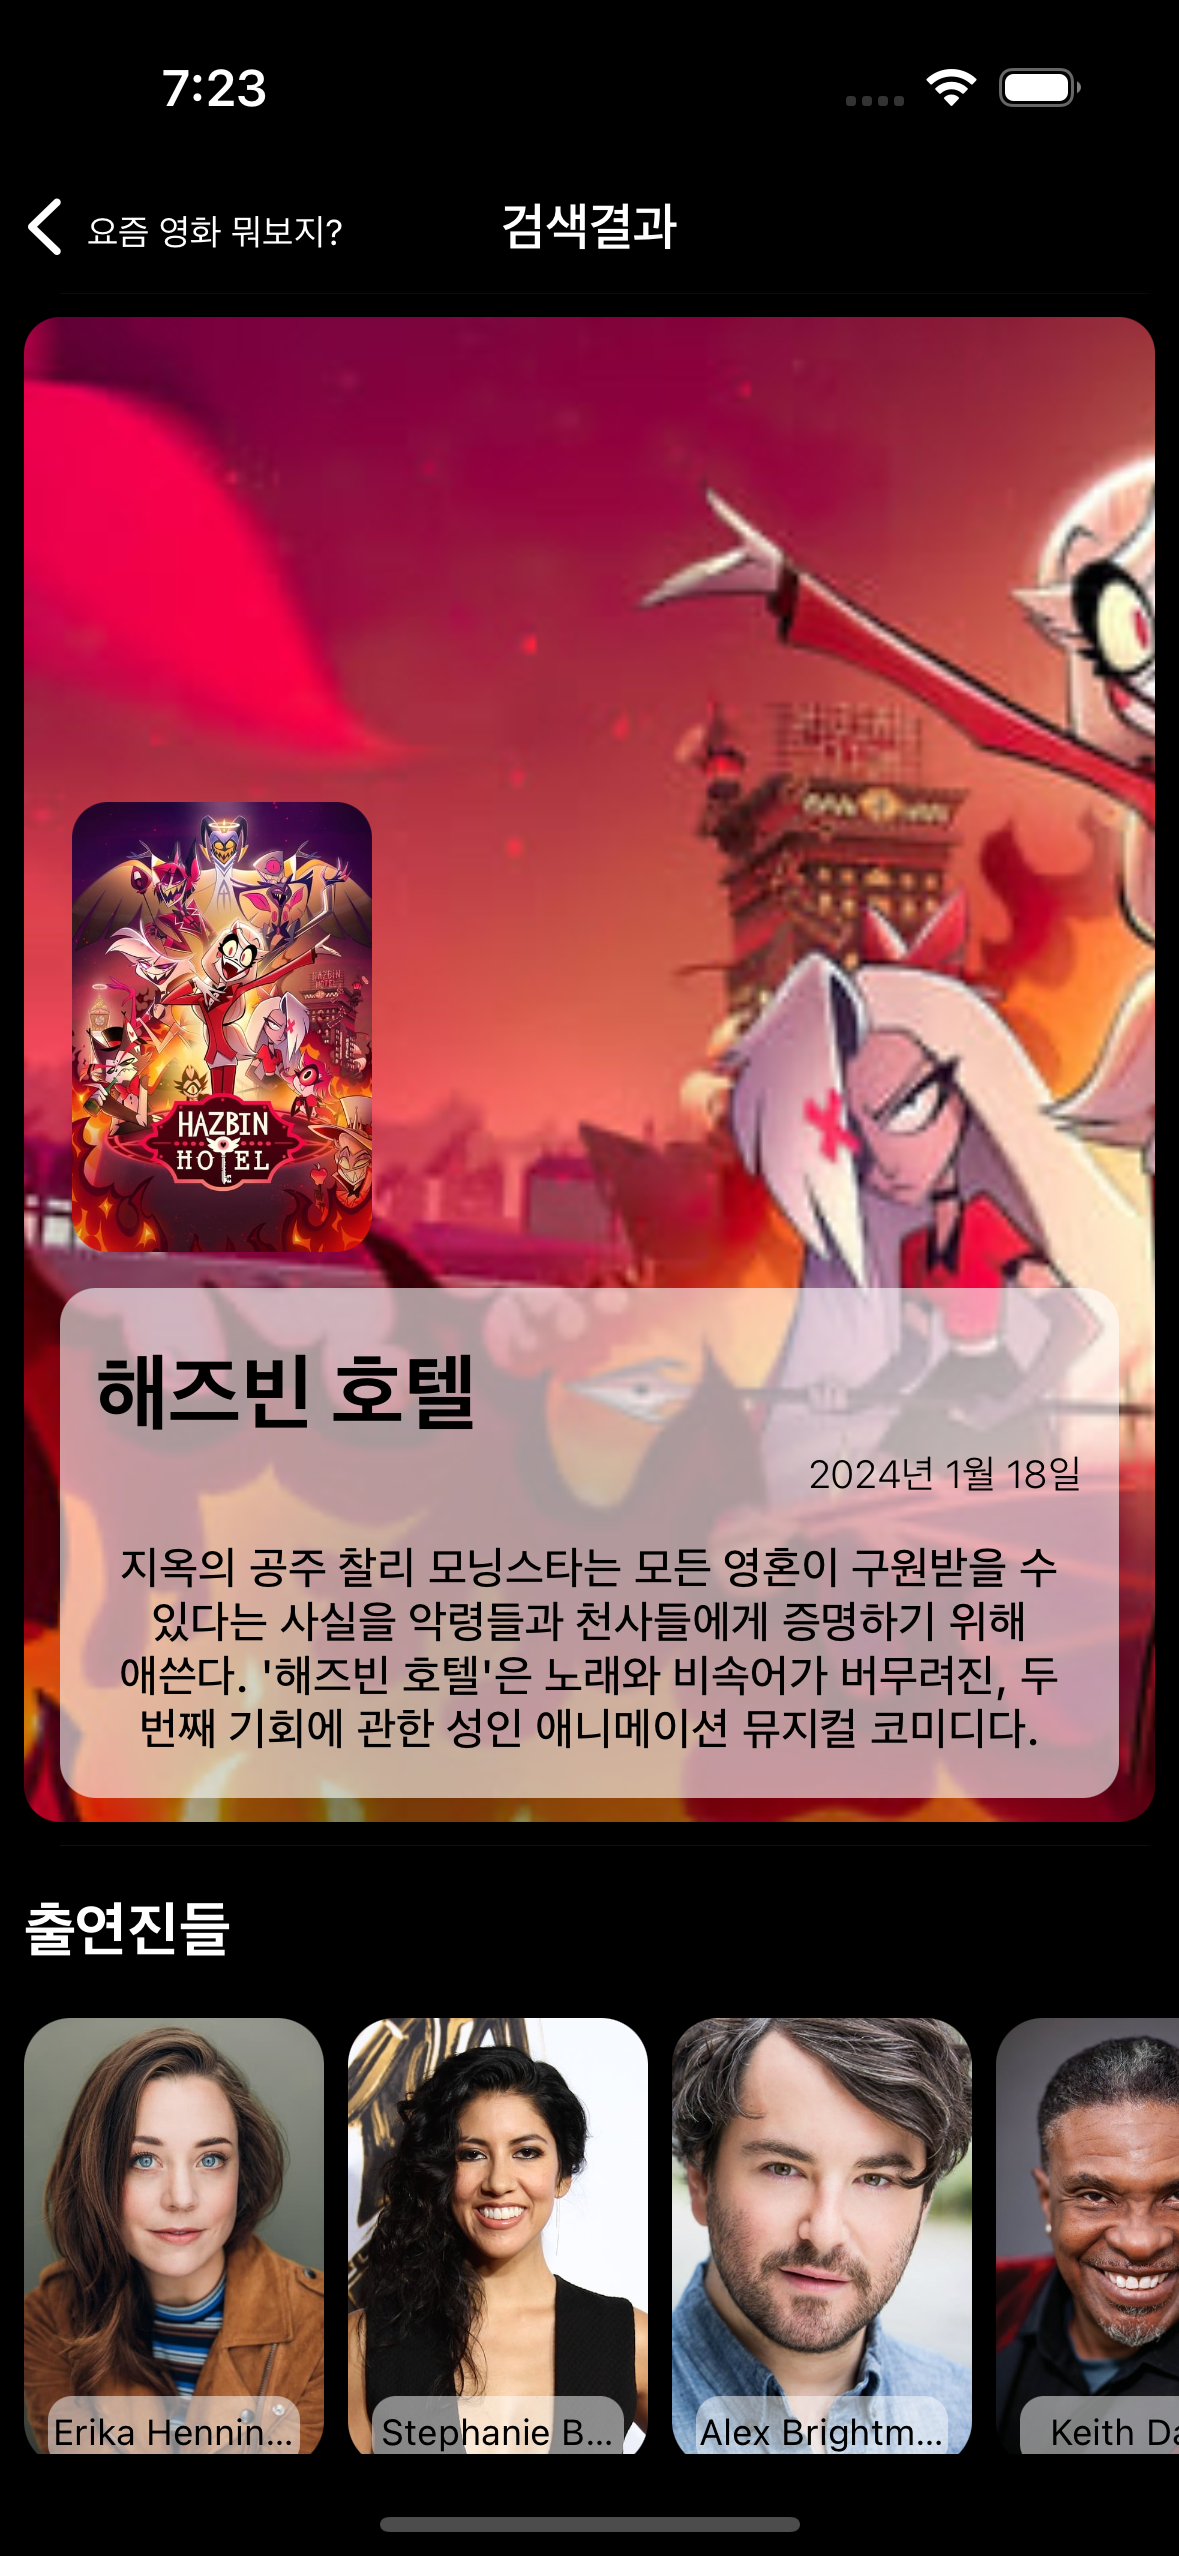 7:23
요즘 영화 뭐보지?
검색결과
HAZBIN
HOTEL
HAZBIN
HOTEL
해즈빈 호텔
2024년 1월 18일
지옥의 공주 찰리 모닝스타는 모든 영혼이 구원받을 수
있다는 사실을 악령들과 천사들에게 증명하기 위해
애쓴다. '해즈빈 호텔'은 노래와 비속어가 버무려진, 두
번째 기회에 관한 성인 애니메이션 뮤지컬 코미디다.
출연진들
Erika Hennin...
Stephanie B...
Alex Brightm...
Keith Da